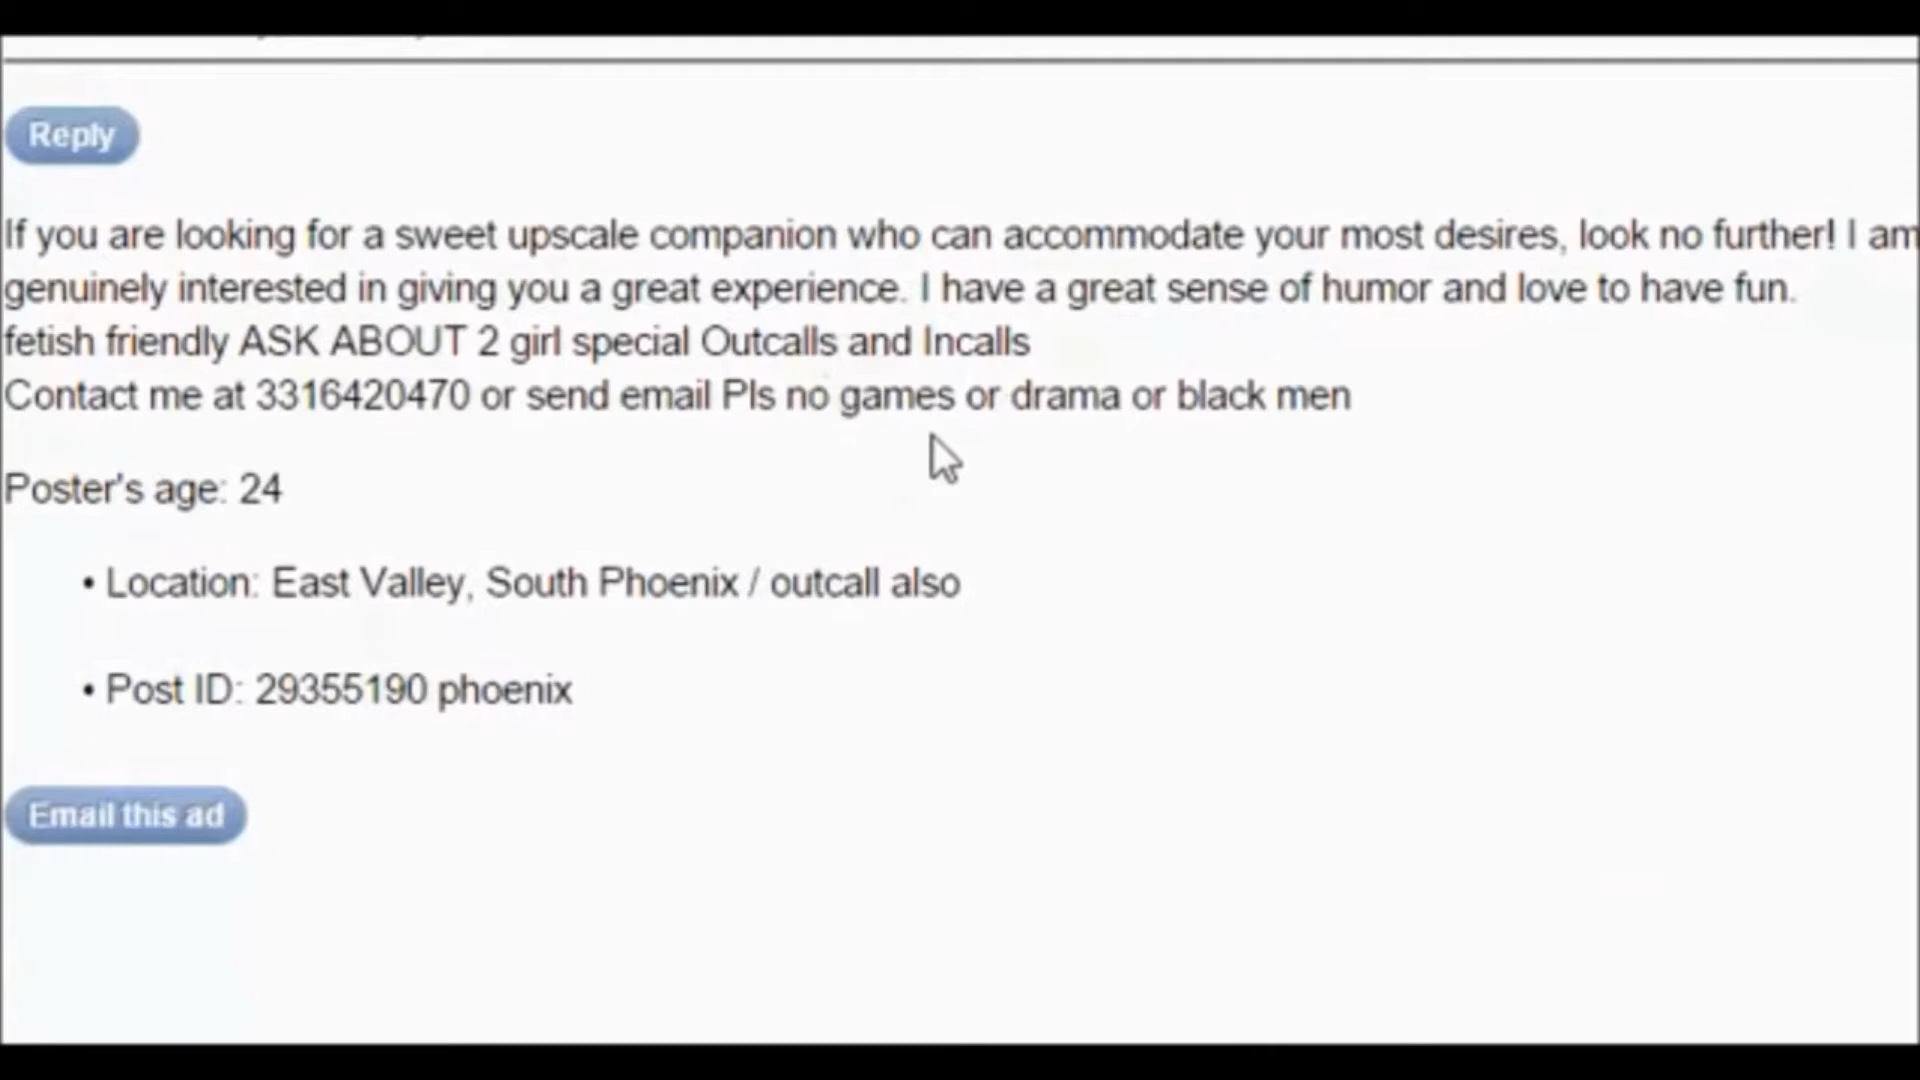 Reply
If you are looking for a sweet upscale companion who can accommodate your most desires, look no further! I am
genuinely interested in giving you a great experience. I have a great sense of humor and love to have fun.
fetish friendly ASK ABOUT 2 girl special Outcalls and Incalls
Contact me at 3316420470 or send email Pls no games or drama or black men
Poster's age: 24
• Location: East Valley, South Phoenix / outcall also
• Post ID: 29355190 phoenix
Email this ad